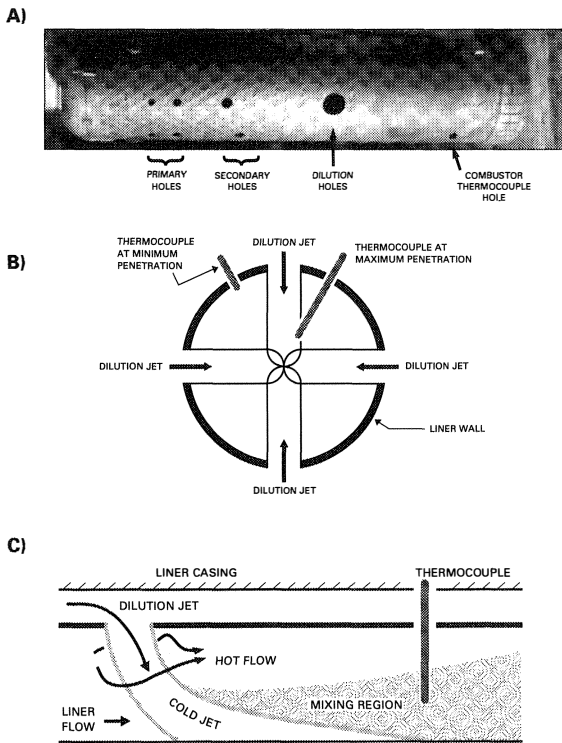 A)
PRIMARY
HOLES
SECONDARY
HOLES
DILUTION
HOLES
COMBUSTOR
THERMOCOUPLE
HOLE
B)
THERMOCOUPLE
AT MINIMUM
PENETRATION
DILUTION JET
THERMOCOUPLE AT
MAXIMUM PENETRATION
DILUTION JET
DILUTION JET
LINER WALL
DILUTION JET
C)
LINER CASING
THERMOCOUPLE
DILUTION JET
HOT FLOW
COLD JET
MIXING REGION
LINER
FLOW